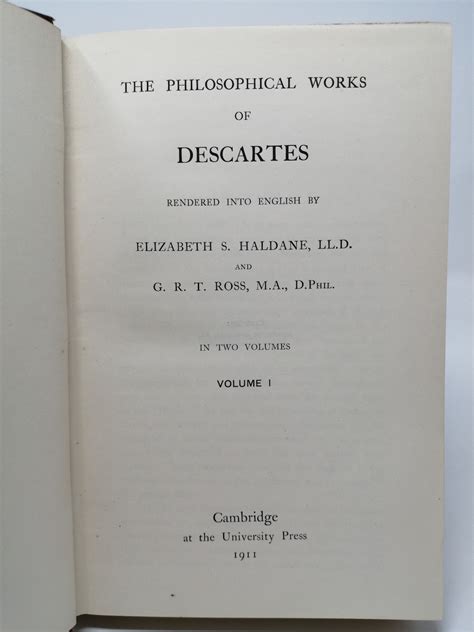 THE PHILOSOPHICAL WORKS
OF
DESCARTES
RENDERED INTO ENGLISH BY
ELIZABETH S. HALDANE, LL.D.
AND
G. R. T. ROSS, M.A., D.PHIL.
IN TWO VOLUMES
VOLUME I
Cambridge
at the University Press
1911